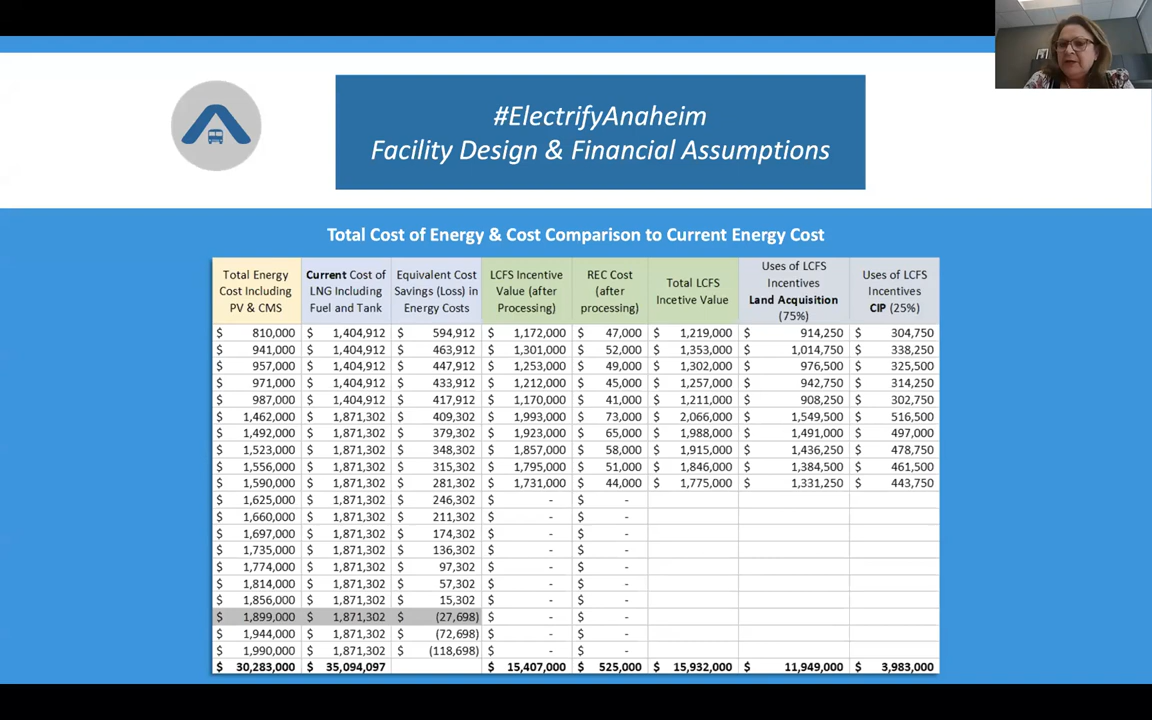 #ElectrifyAnaheim
Facility Design & Financial Assumptions
Total Cost of Energy & Cost Comparison to Current Energy Cost
Total Energy Cost Including PV & CMS | Current Cost of LNG Including Fuel and Tank | Equivalent Cost Savings (Loss) in Energy Costs | LCFS Incentive Value (after Processing) | REC Cost (after processing) | Total LCFS Incetive Value | Uses of LCFS Incentives Land Acquisition (75%) | Uses of LCFS Incentives CIP (25%)
$ 810,000 $ 1,404,912 $ 594,912 $ 1,172,000 $ 47,000 $ 1,219,000 $ 914,250 $ 304,750
$ 941,000 $ 1,404,912 $ 463,912 $ 1,301,000 $ 52,000 $ 1,353,000 $ 1,014,750 $ 338,250
$ 957,000 $ 1,404,912 $ 447,912 $ 1,253,000 $ 49,000 $ 1,302,000 $ 976,500 $ 325,500
$ 971,000 $ 1,404,912 $ 433,912 $ 1,212,000 $ 45,000 $ 1,257,000 $ 942,750 $ 314,250
$ 987,000 $ 1,404,912 $ 417,912 $ 1,170,000 $ 41,000 $ 1,211,000 $ 908,250 $ 302,750
$ 1,462,000 $ 1,871,302 $ 409,302 $ 1,993,000 $ 73,000 $ 2,066,000 $ 1,549,500 $ 516,500
$ 1,492,000 $ 1,871,302 $ 379,302 $ 1,923,000 $ 65,000 $ 1,988,000 $ 1,491,000 $ 497,000
$ 1,523,000 $ 1,871,302 $ 348,302 $ 1,857,000 $ 58,000 $ 1,915,000 $ 1,436,250 $ 478,750
$ 1,556,000 $ 1,871,302 $ 315,302 $ 1,795,000 $ 51,000 $ 1,846,000 $ 1,384,500 $ 461,500
$ 1,590,000 $ 1,871,302 $ 281,302 $ 1,731,000 $ 44,000 $ 1,775,000 $ 1,331,250 $ 443,750
$ 1,625,000 $ 1,871,302 $ 246,302 $ - $ -
$ 1,660,000 $ 1,871,302 $ 211,302 $ - $ -
$ 1,697,000 $ 1,871,302 $ 174,302 $ - $ -
$ 1,735,000 $ 1,871,302 $ 136,302 $ - $ -
$ 1,774,000 $ 1,871,302 $ 97,302 $ - $ -
$ 1,814,000 $ 1,871,302 $ 57,302 $ - $ -
$ 1,856,000 $ 1,871,302 $ 15,302 $ - $ -
$ 1,899,000 $ 1,871,302 $ (27,698) $ - $ -
$ 1,944,000 $ 1,871,302 $ (72,698) $ - $ -
$ 1,990,000 $ 1,871,302 $ (118,698) $ - $ -
$ 30,283,000 $ 35,094,097 $ 15,407,000 $ 525,000 $ 15,932,000 $ 11,949,000 $ 3,983,000